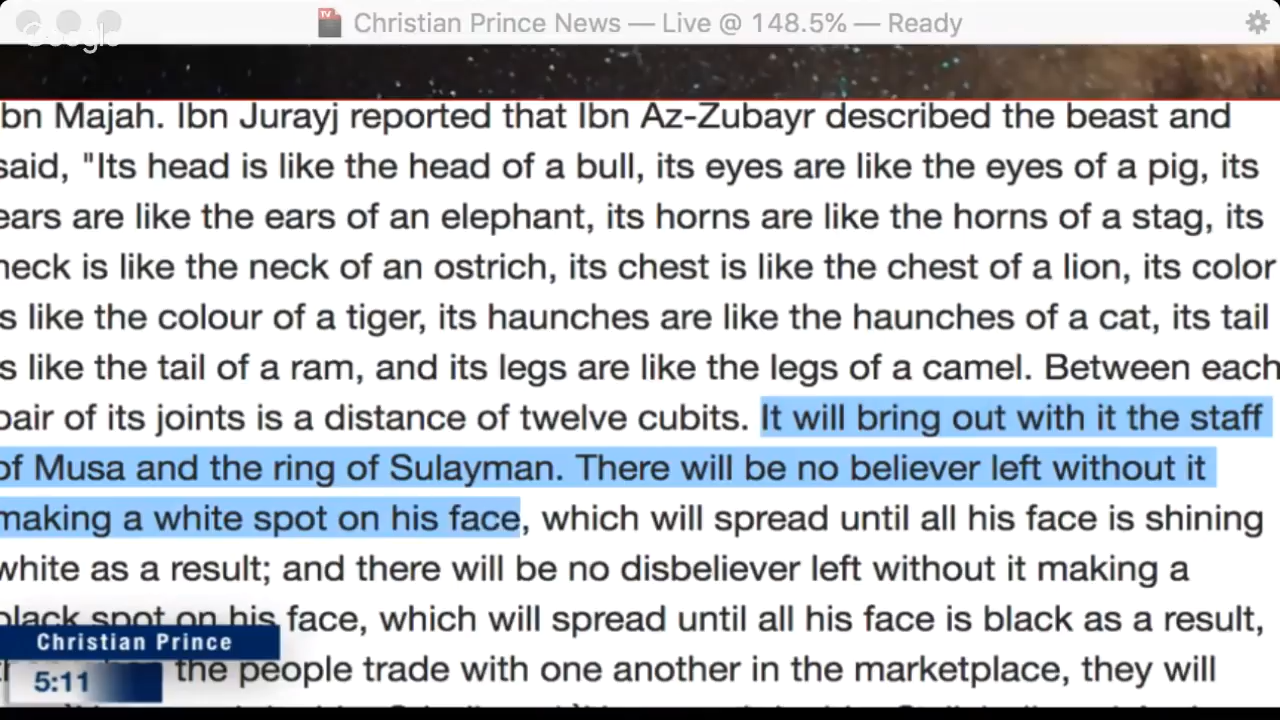 Christian Prince News — Live @ 148.5% — Ready
Google
bn Majah. Ibn Jurayj reported that Ibn Az-Zubayr described the beast and
said, "Its head is like the head of a bull, its eyes are like the eyes of a pig, its
ears are like the ears of an elephant, its horns are like the horns of a stag, its
neck is like the neck of an ostrich, its chest is like the chest of a lion, its color
s like the colour of a tiger, its haunches are like the haunches of a cat, its tail
s like the tail of a ram, and its legs are like the legs of a camel. Between each
pair of its joints is a distance of twelve cubits. It will bring out with it the staff
of Musa and the ring of Sulayman. There will be no believer left without it
making a white spot on his face, which will spread until all his face is shining
white as a result; and there will be no disbeliever left without it making a
black spot on his face, which will spread until all his face is black as a result,
the people trade with one another in the marketplace, they will
Christian Prince
5:11